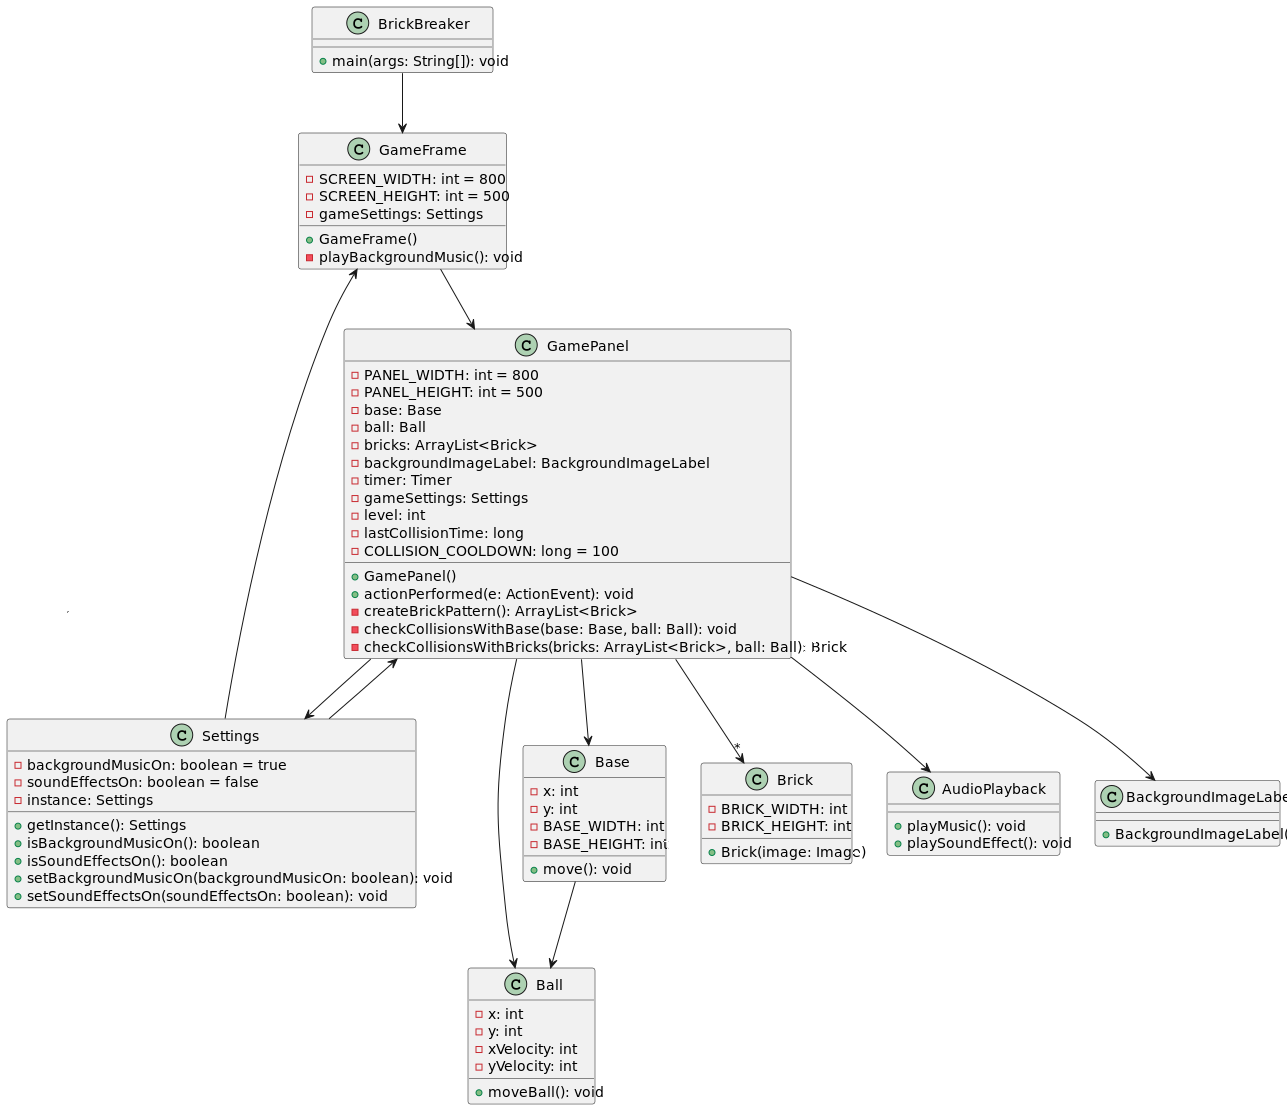 C BrickBreaker
main(args: String[]): void
C GameFrame
SCREEN_WIDTH: int = 800
SCREEN_HEIGHT: int = 500
gameSettings: Settings
GameFrame()
playBackgroundMusic(): void
C GamePanel
PANEL_WIDTH: int = 800
PANEL_HEIGHT: int = 500
base: Base
ball: Ball
bricks: ArrayList<Brick>
backgroundImageLabel: BackgroundImageLabel
timer: Timer
gameSettings: Settings
level: int
lastCollisionTime: long
COLLISION_COOLDOWN: long = 100
GamePanel()
actionPerformed(e: ActionEvent): void
createBrickPattern(): ArrayList<Brick>
checkCollisionsWithBase(base: Base, ball: Ball): void
checkCollisionsWithBricks(bricks: ArrayList<Brick>, ball: Ball): Brick
C Settings
backgroundMusicOn: boolean = true
soundEffectsOn: boolean = false
instance: Settings
getInstance(): Settings
isBackgroundMusicOn(): boolean
isSoundEffectsOn(): boolean
setBackgroundMusicOn(backgroundMusicOn: boolean): void
setSoundEffectsOn(soundEffectsOn: boolean): void
C Base
x: int
y: int
BASE_WIDTH: int
BASE_HEIGHT: int
move(): void
*
C Brick
BRICK_WIDTH: int
BRICK_HEIGHT: int
Brick(image: Image)
C AudioPlayback
playMusic(): void
playSoundEffect(): void
C BackgroundImageLabe
BackgroundImageLabel(
C Ball
x: int
y: int
xVelocity: int
yVelocity: int
moveBall(): void